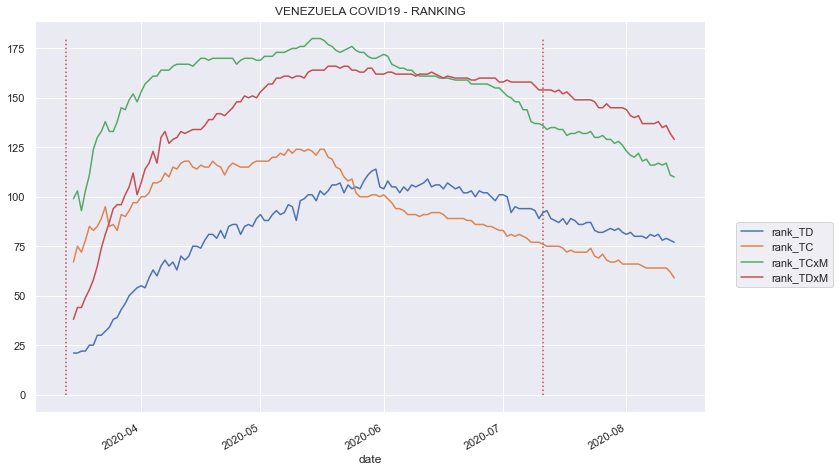 VENEZUELA COVID19 - RANKING
175
150
125
100
75
50
25
0
2020-04
2020-05
2020-06
2020-07
2020-08
date
rank_TD
rank_TC
rank_TCxM
rank_TDxM